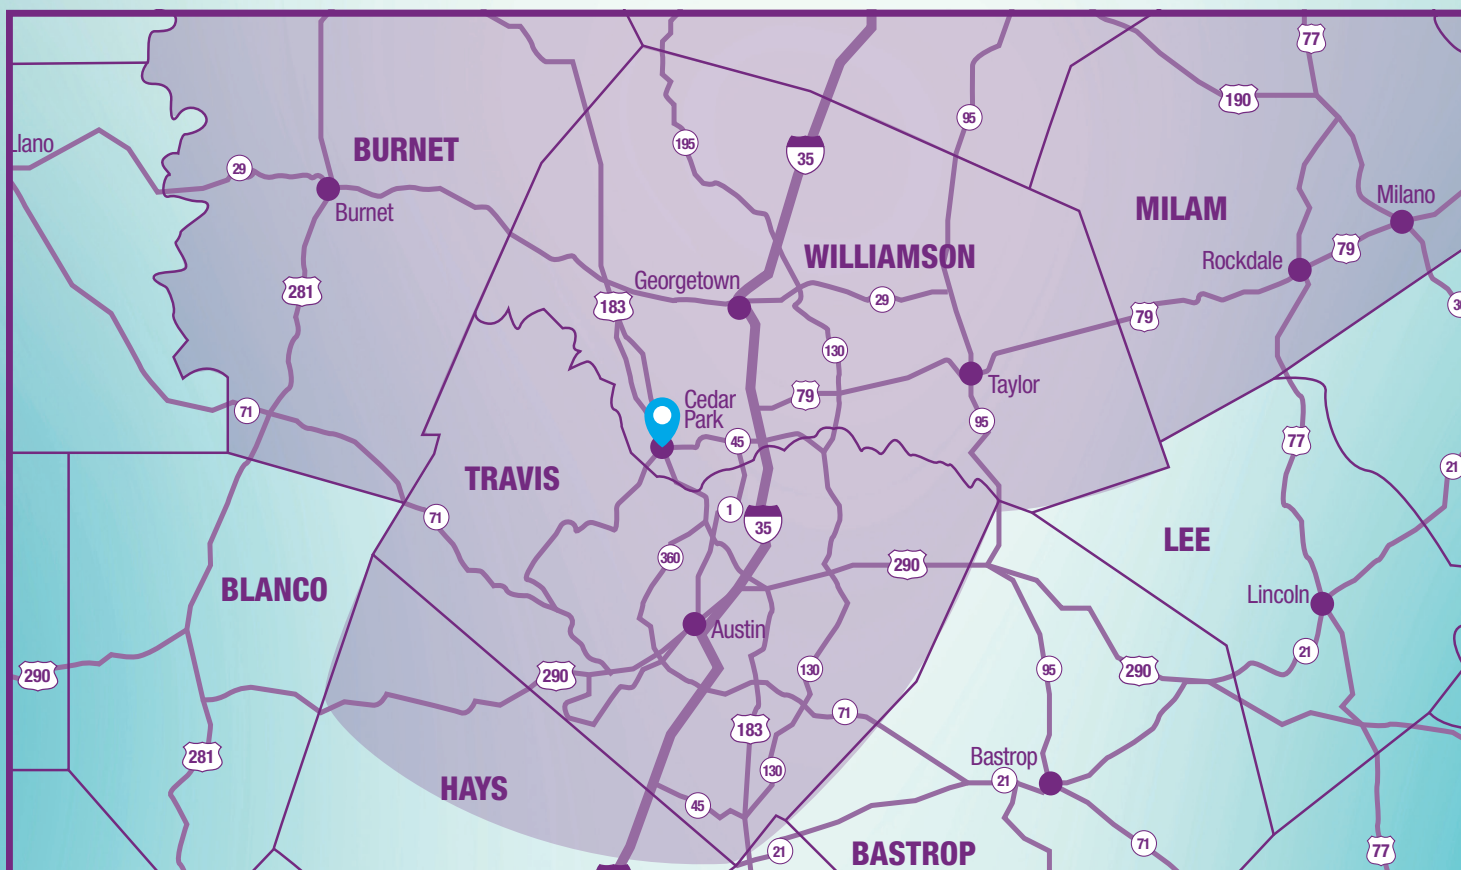 77
190
95
35
195
Llano
BURNET
29
Milano
Burnet
MILAM
79
WILLIAMSON
Rockdale
Georgetown
281
29
183
79
130
Taylor
79
Cedar
Park
71
95
45
77
21
TRAVIS
1
35
71
LEE
360
290
BLANCO
Lincoln
Austin
21
290
290
130
95
290
71
183
281
Bastrop
130
21
HAYS
45
71
21
BASTROP
77